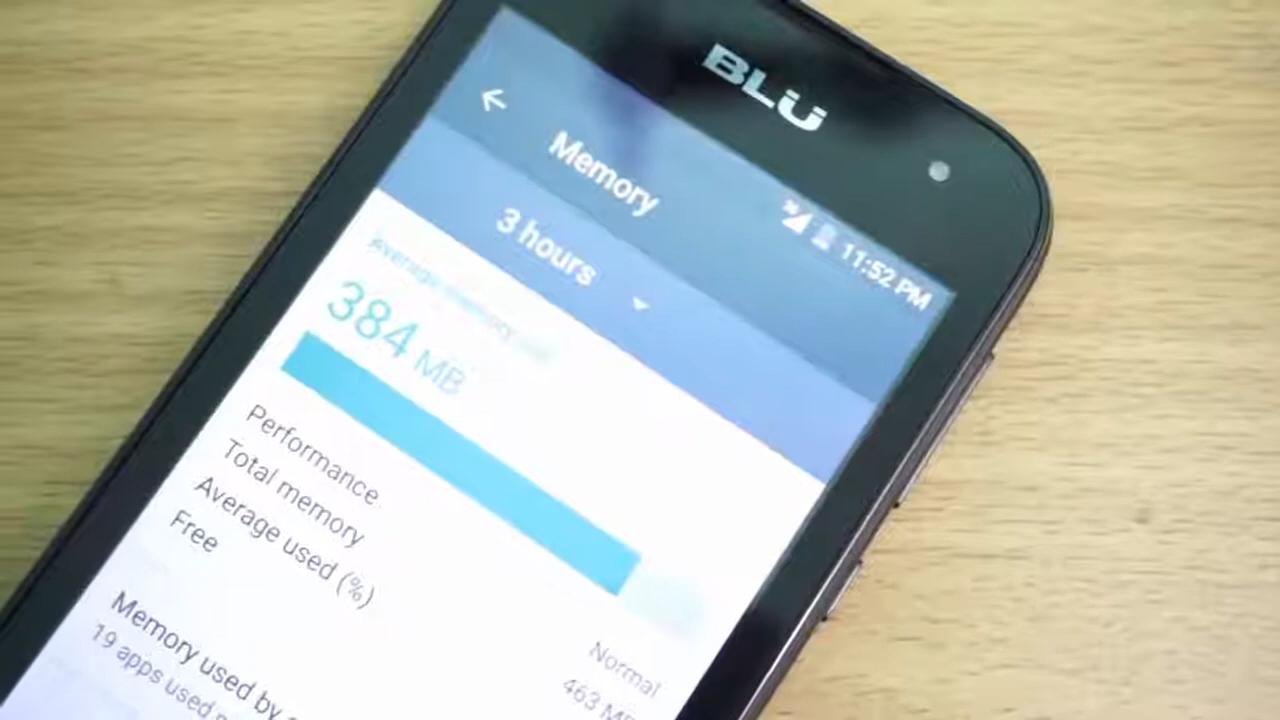 BLU
11:52 PM
Memory
3 hours
Average memory
384 MB
Performance
Normal
Total memory
463 MB
Average used (%)
Free
Memory used by
19 apps used